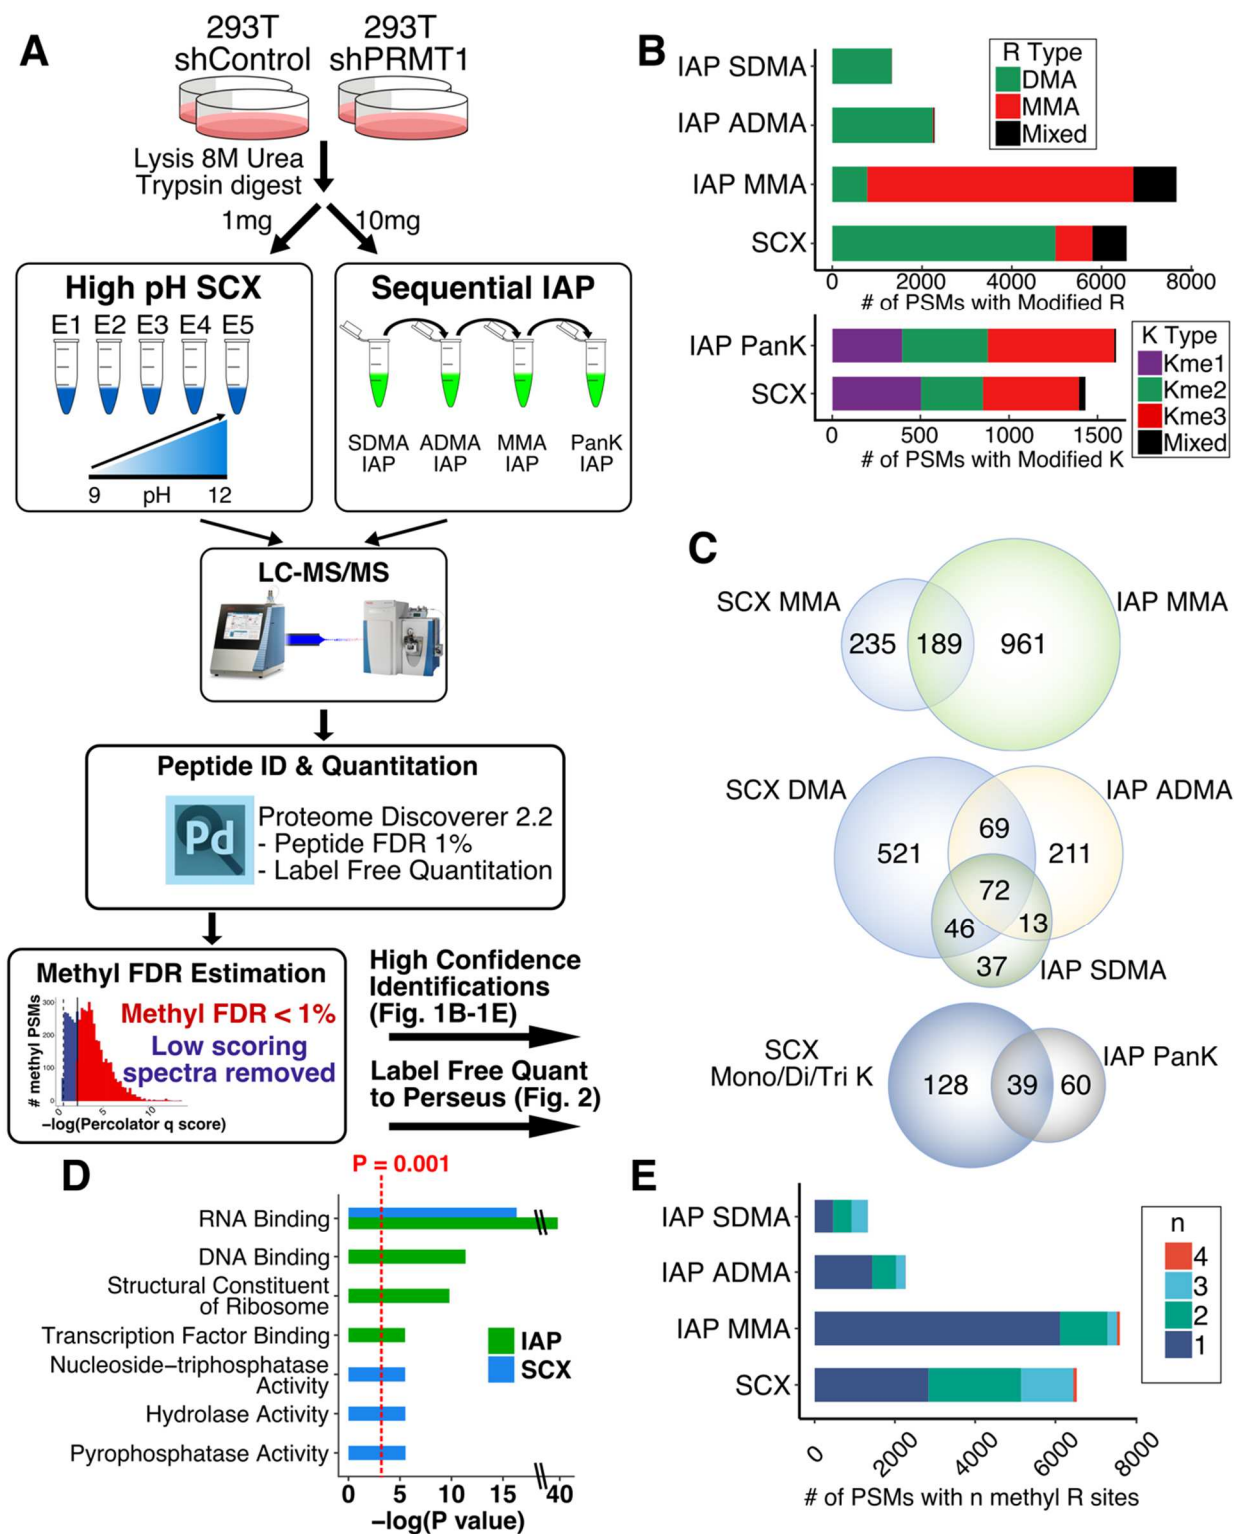 A
293T
shControl
293T
shPRMT1
Lysis 8M Urea
Trypsin digest
1mg
10mg
High pH SCX
E1 E2 E3 E4 E5
9 pH 12
Sequential IAP
SDMA
IAP
ADMA
IAP
MMA
IAP
PanK
IAP
LC-MS/MS
Peptide ID & Quantitation
Pd
Proteome Discoverer 2.2
- Peptide FDR 1%
- Label Free Quantitation
Methyl FDR Estimation
# methyl PSMs
300
200
100
0
Methyl FDR < 1%
Low scoring
spectra removed
0 5 10
−log(Percolator q score)
High Confidence
Identifications
(Fig. 1B-1E)
Label Free Quant
to Perseus (Fig. 2)
B
IAP SDMA
IAP ADMA
IAP MMA
SCX
R Type
DMA
MMA
Mixed
0 2000 4000 6000 8000
# of PSMs with Modified R
IAP PanK
SCX
K Type
Kme1
Kme2
Kme3
Mixed
0 500 1000 1500
# of PSMs with Modified K
C
SCX MMA
IAP MMA
235 189 961
SCX DMA
IAP ADMA
69
521
211
72
46
13
37
IAP SDMA
SCX
Mono/Di/Tri K
IAP PanK
128 39 60
D
P = 0.001
RNA Binding
DNA Binding
Structural Constituent
of Ribosome
Transcription Factor Binding
Nucleoside−triphosphatase
Activity
Hydrolase Activity
Pyrophosphatase Activity
IAP
SCX
0 5 10 15 40
−log(P value)
E
IAP SDMA
IAP ADMA
IAP MMA
SCX
n
4
3
2
1
0 2000 4000 6000 8000
# of PSMs with n methyl R sites